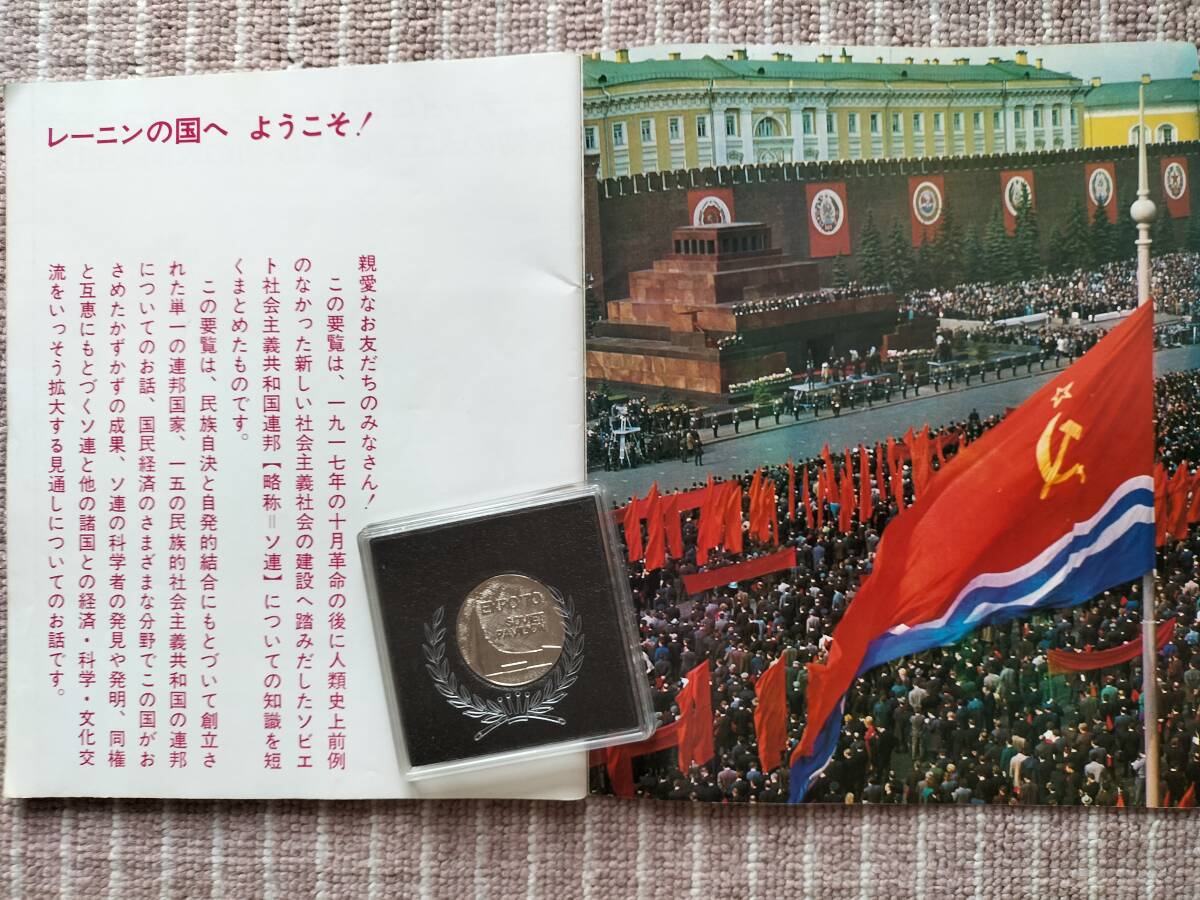 レーニンの国へ ようこそ!
親愛なお友だちのみなさん!
この要覧は、一九一七年の十月革命の後に人類史上前例
のなかった新しい社会主義社会の建設へ踏みだしたソビエ
ト社会主義共和国連邦【略称=ソ連】についての知識を短
くまとめたものです。
この要覧は、民族自決と自発的結合にもとづいて創立さ
れた単一の連邦国家、一五の民族的社会主義共和国の連邦
についてのお話、国民経済のさまざまな分野でこの国がお
さめたかずかずの成果、ソ連の科学者の発見や発明、同権
と互恵にもとづくソ連と他の諸国との経済・科学・文化交
流をいっそう拡大する見通しについてのお話です。
EXPO'70
SOVIET
PAVILION